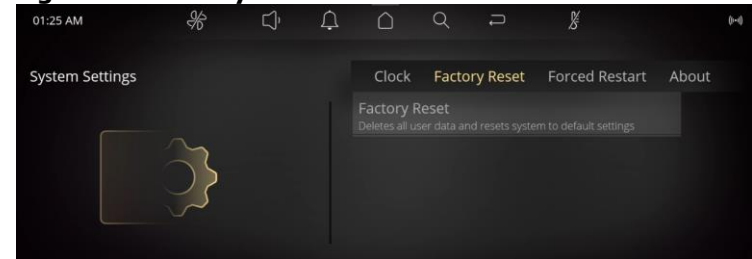 01:25 AM
System Settings
Clock Factory Reset Forced Restart About
Factory Reset
Deletes all user data and resets system to default settings